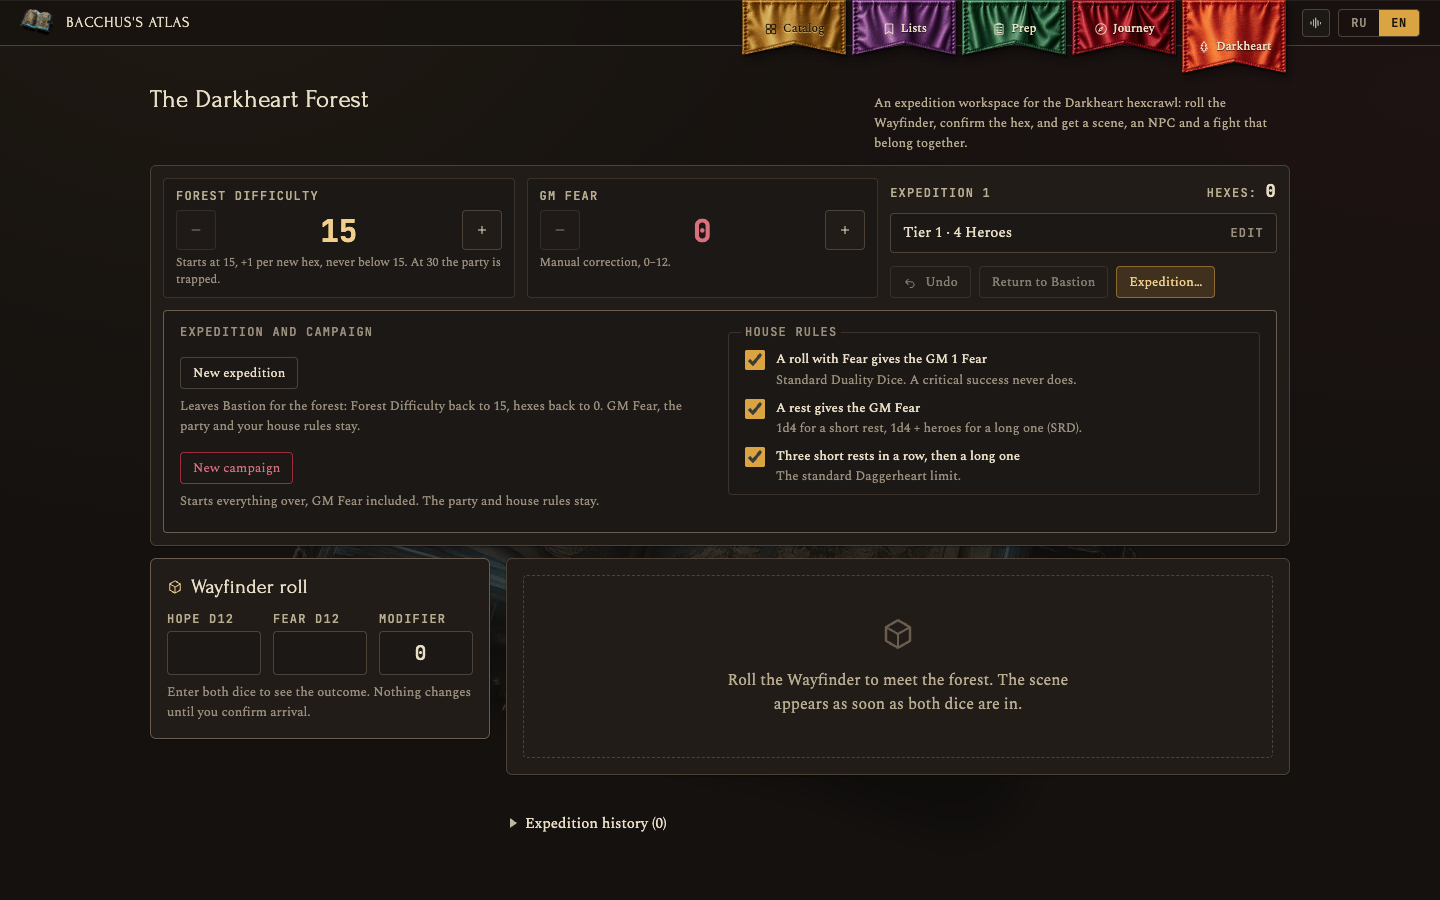 BACCHUS'S ATLAS
Catalog
Lists
Prep
Journey
Darkheart
RU
EN
The Darkheart Forest
An expedition workspace for the Darkheart hexcrawl: roll the
Wayfinder, confirm the hex, and get a scene, an NPC and a fight that
belong together.
FOREST DIFFICULTY
− 15 +
Starts at 15, +1 per new hex, never below 15. At 30 the party is
trapped.
GM FEAR
− 0 +
Manual correction, 0–12.
EXPEDITION 1 HEXES: 0
Tier 1 · 4 Heroes EDIT
Undo Return to Bastion Expedition…
EXPEDITION AND CAMPAIGN
New expedition
Leaves Bastion for the forest: Forest Difficulty back to 15, hexes back to 0. GM Fear, the
party and your house rules stay.
New campaign
Starts everything over, GM Fear included. The party and house rules stay.
HOUSE RULES
A roll with Fear gives the GM 1 Fear
Standard Duality Dice. A critical success never does.
A rest gives the GM Fear
1d4 for a short rest, 1d4 + heroes for a long one (SRD).
Three short rests in a row, then a long one
The standard Daggerheart limit.
Wayfinder roll
HOPE D12 FEAR D12 MODIFIER
0
Enter both dice to see the outcome. Nothing changes
until you confirm arrival.
Roll the Wayfinder to meet the forest. The scene
appears as soon as both dice are in.
Expedition history (0)